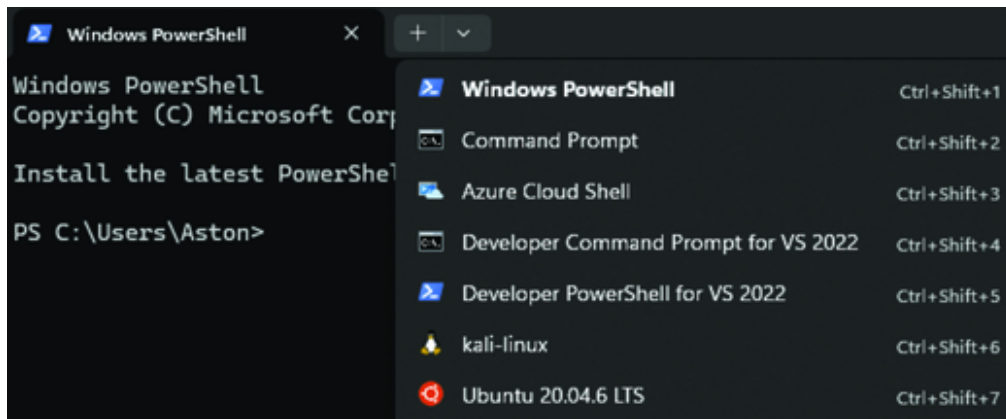 Windows PowerShell
Windows PowerShell
Copyright (C) Microsoft
Install the latest
PS C:\Users\Aston>
Windows PowerShell Ctrl+Shift+1
Command Prompt Ctrl+Shift+2
Azure Cloud Shell Ctrl+Shift+3
Developer Command Prompt for VS 2022 Ctrl+Shift+4
Developer PowerShell for VS 2022 Ctrl+Shift+5
kali-linux Ctrl+Shift+6
Ubuntu 20.04.6 LTS Ctrl+Shift+7